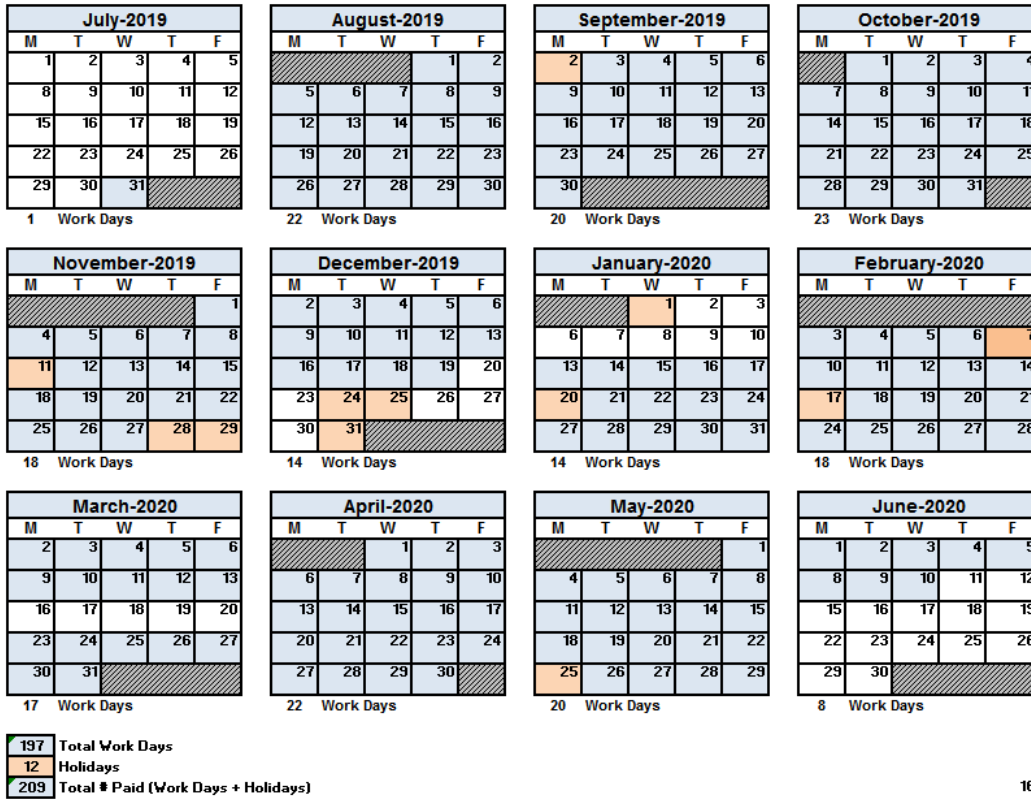 July-2019
M T W T F
1 2 3 4 5
8 9 10 11 12
15 16 17 18 19
22 23 24 25 26
29 30 31
1 Work Days
August-2019
M T W T F
1 2
5 6 7 8 9
12 13 14 15 16
19 20 21 22 23
26 27 28 29 30
22 Work Days
September-2019
M T W T F
2 3 4 5 6
9 10 11 12 13
16 17 18 19 20
23 24 25 26 27
30
20 Work Days
October-2019
M T W T F
1 2 3 4
7 8 9 10 11
14 15 16 17 18
21 22 23 24 25
28 29 30 31
23 Work Days
November-2019
M T W T F
1
4 5 6 7 8
11 12 13 14 15
18 19 20 21 22
25 26 27 28 29
18 Work Days
December-2019
M T W T F
2 3 4 5 6
9 10 11 12 13
16 17 18 19 20
23 24 25 26 27
30 31
14 Work Days
January-2020
M T W T F
1 2 3
6 7 8 9 10
13 14 15 16 17
20 21 22 23 24
27 28 29 30 31
14 Work Days
February-2020
M T W T F
3 4 5 6 7
10 11 12 13 14
17 18 19 20 21
24 25 26 27 28
18 Work Days
March-2020
M T W T F
2 3 4 5 6
9 10 11 12 13
16 17 18 19 20
23 24 25 26 27
30 31
17 Work Days
April-2020
M T W T F
1 2 3
6 7 8 9 10
13 14 15 16 17
20 21 22 23 24
27 28 29 30
22 Work Days
May-2020
M T W T F
1
4 5 6 7 8
11 12 13 14 15
18 19 20 21 22
25 26 27 28 29
20 Work Days
June-2020
M T W T F
1 2 3 4 5
8 9 10 11 12
15 16 17 18 19
22 23 24 25 26
29 30
8 Work Days
197 Total Work Days
12 Holidays
209 Total # Paid (Work Days + Holidays)